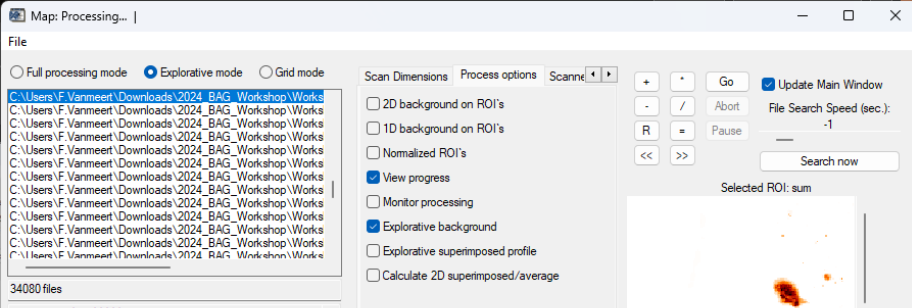 Map: Processing... |
File
Full processing mode Explorative mode Grid mode
C:\Users\F.Vanmeert\Downloads\2024_BAG_Workshop\Works
C:\Users\F.Vanmeert\Downloads\2024_BAG_Workshop\Works
C:\Users\F.Vanmeert\Downloads\2024_BAG_Workshop\Works
C:\Users\F.Vanmeert\Downloads\2024_BAG_Workshop\Works
C:\Users\F.Vanmeert\Downloads\2024_BAG_Workshop\Works
C:\Users\F.Vanmeert\Downloads\2024_BAG_Workshop\Works
C:\Users\F.Vanmeert\Downloads\2024_BAG_Workshop\Works
C:\Users\F.Vanmeert\Downloads\2024_BAG_Workshop\Works
C:\Users\F.Vanmeert\Downloads\2024_BAG_Workshop\Works
C:\Users\F.Vanmeert\Downloads\2024_BAG_Workshop\Works
C:\Users\F.Vanmeert\Downloads\2024_BAG_Workshop\Works
C:\Users\F.Vanmeert\Downloads\2024_BAG_Workshop\Works
C:\Users\F.Vanmeert\Downloads\2024_BAG_Workshop\Works
34080 files
Scan Dimensions Process options Scanne
2D background on ROI`s
1D background on ROI`s
Normalized ROI`s
View progress
Monitor processing
Explorative background
Explorative superimposed profile
Calculate 2D superimposed/average
+ * Go
- / Abort
R = Pause
<< >>
Update Main Window
File Search Speed (sec.):
-1
Search now
Selected ROI: sum